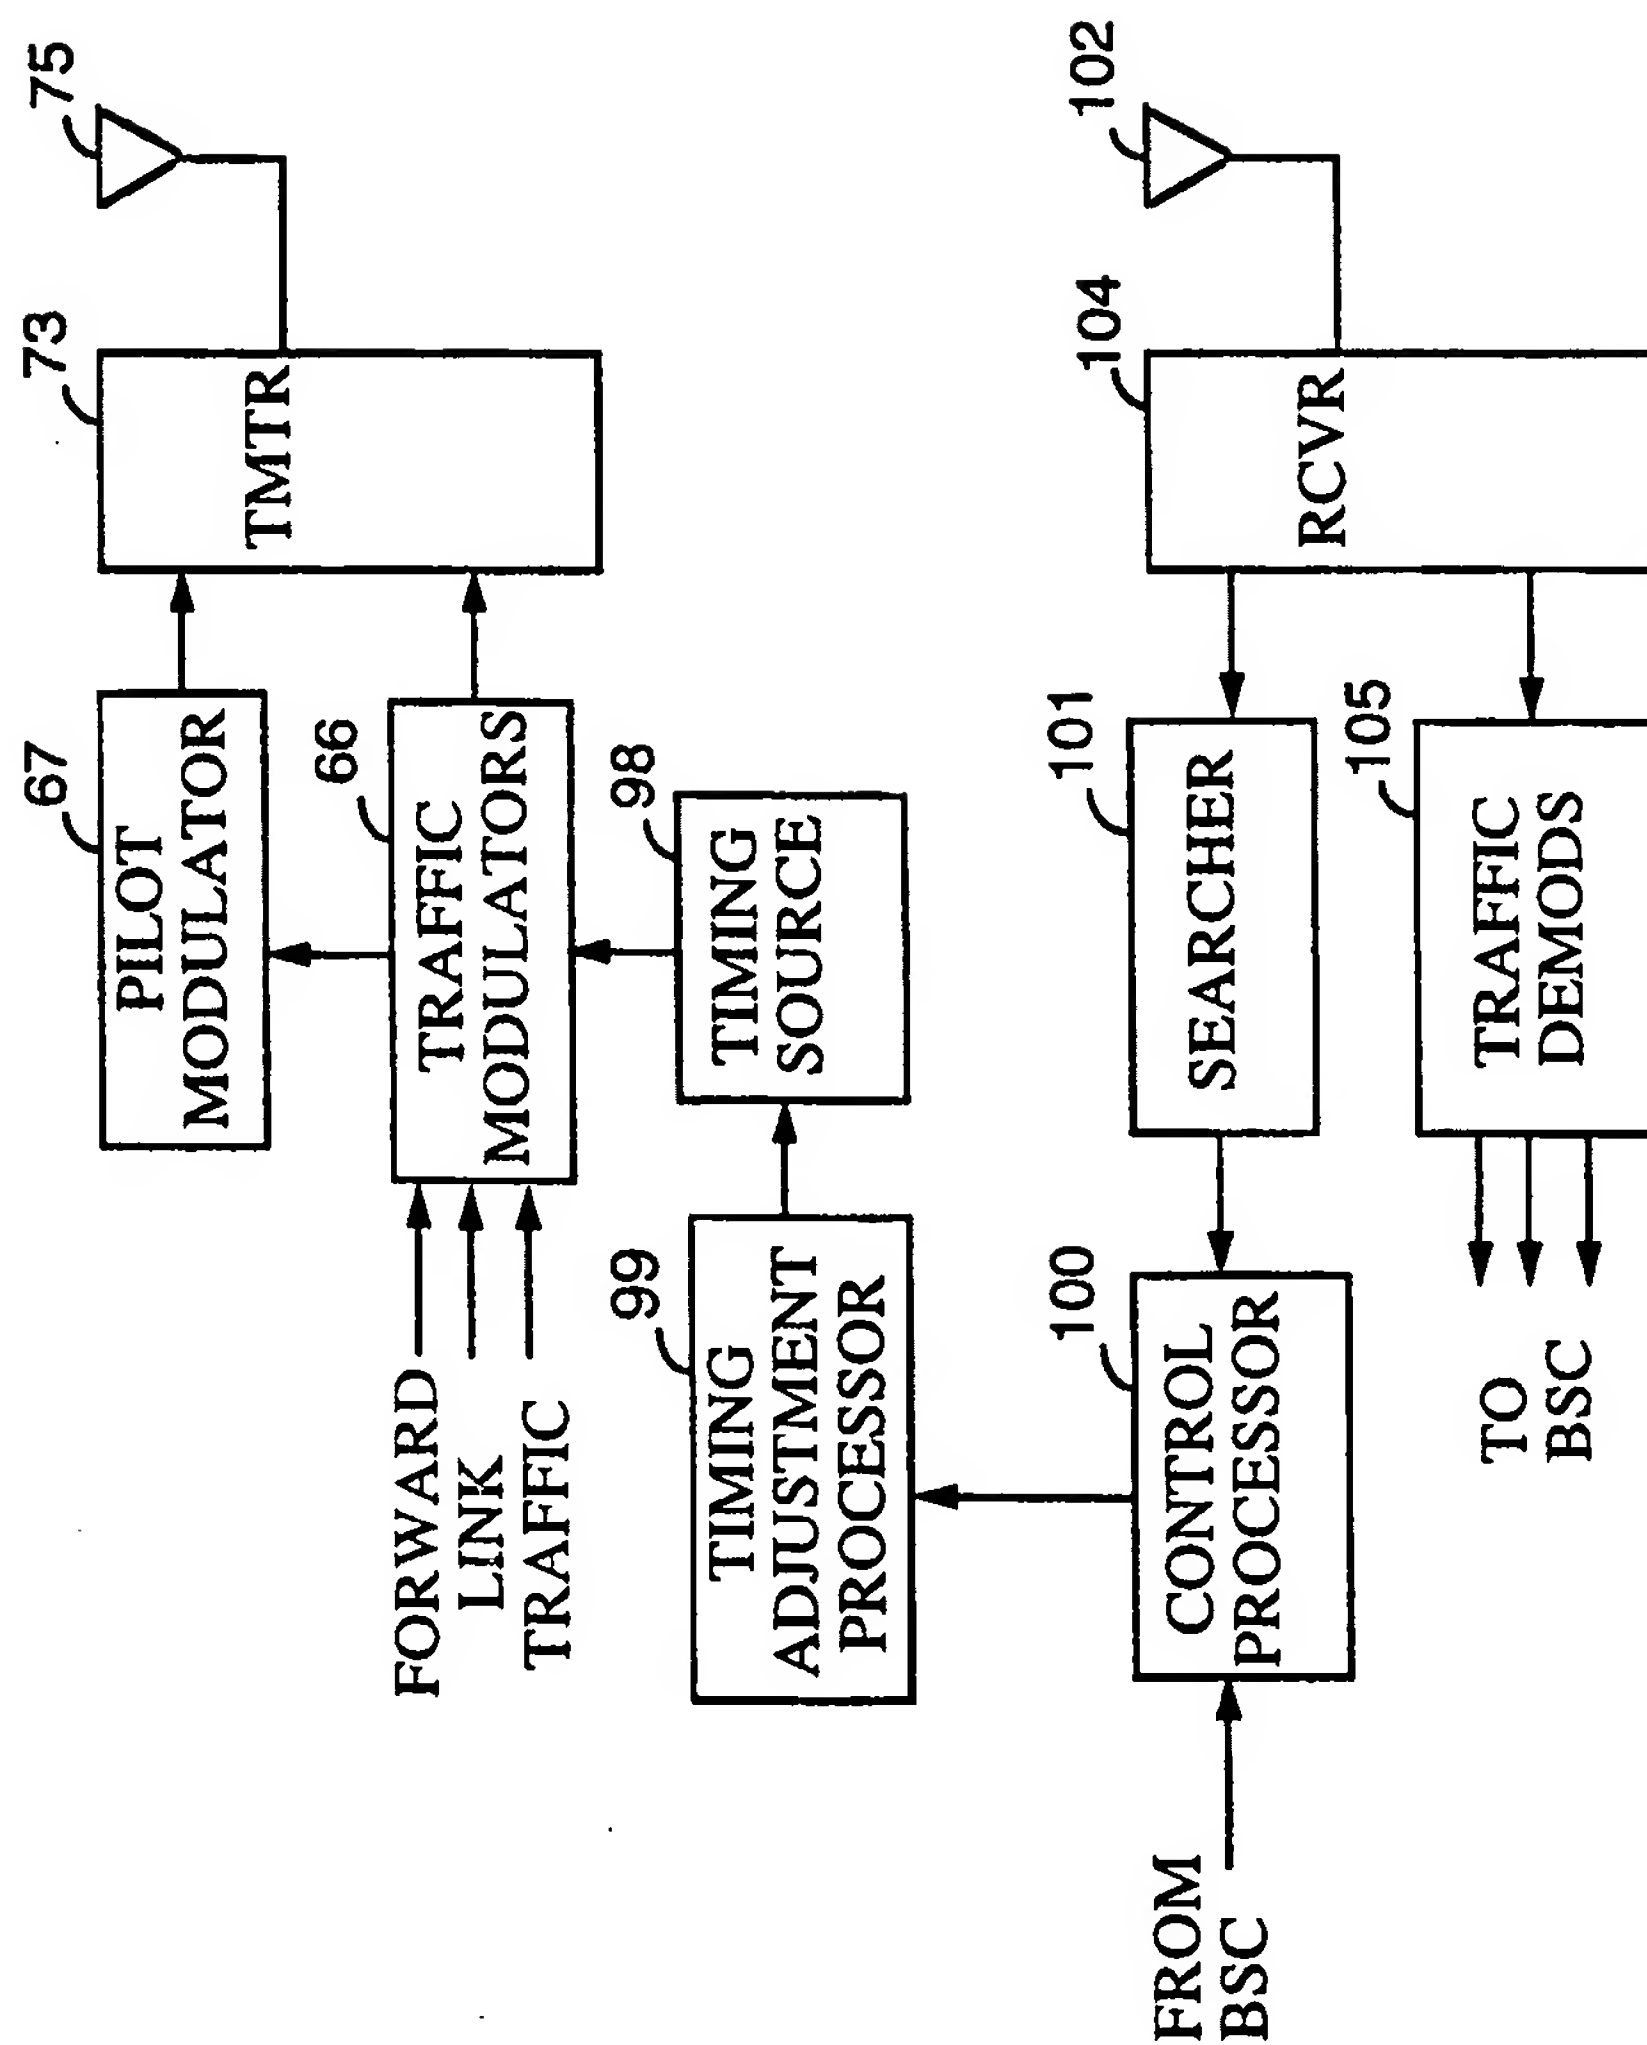 67
PILOT
MODULATOR
73
TMTR
75
66
TRAFFIC
MODULATORS
FORWARD
LINK
TRAFFIC
98
TIMING
SOURCE
99
TIMING
ADJUSTMENT
PROCESSOR
102
104
RCVR
101
SEARCHER
100
CONTROL
PROCESSOR
FROM
BSC
105
TRAFFIC
DEMODS
TO
BSC